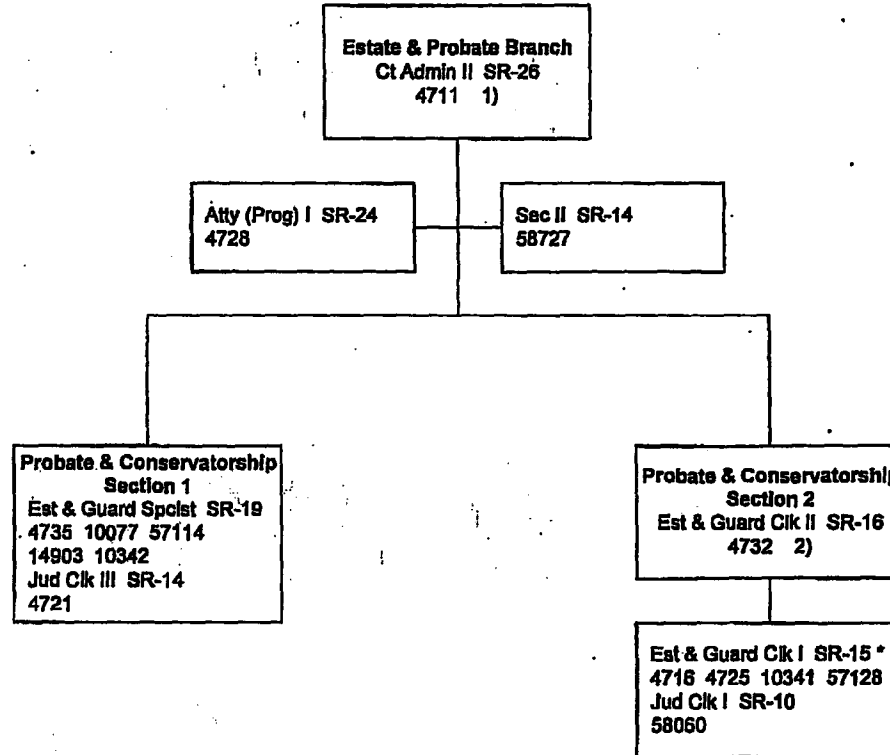 Estate & Probate Branch
Ct Admin II SR-26
4711 1)
Atty (Prog) I SR-24
4728
Sec II SR-14
58727
Probate & Conservatorship
Section 1
Est & Guard Spclst SR-19
4735 10077 57114
14903 10342
Jud Clk III SR-14
4721
Probate & Conservatorship
Section 2
Est & Guard Clk II SR-16
4732 2)
Est & Guard Clk I SR-15 *
4716 4725 10341 57128
Jud Clk I SR-10
58060